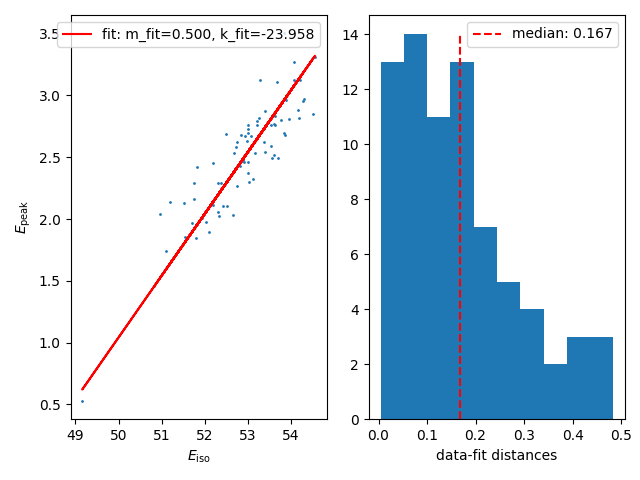 fit: m_fit=0.500, k_fit=-23.958
3.5
3.0
2.5
2.0
1.5
1.0
0.5
E_peak
49 50 51 52 53 54
E_iso
median: 0.167
14
12
10
8
6
4
2
0
0.0 0.1 0.2 0.3 0.4 0.5
data-fit distances